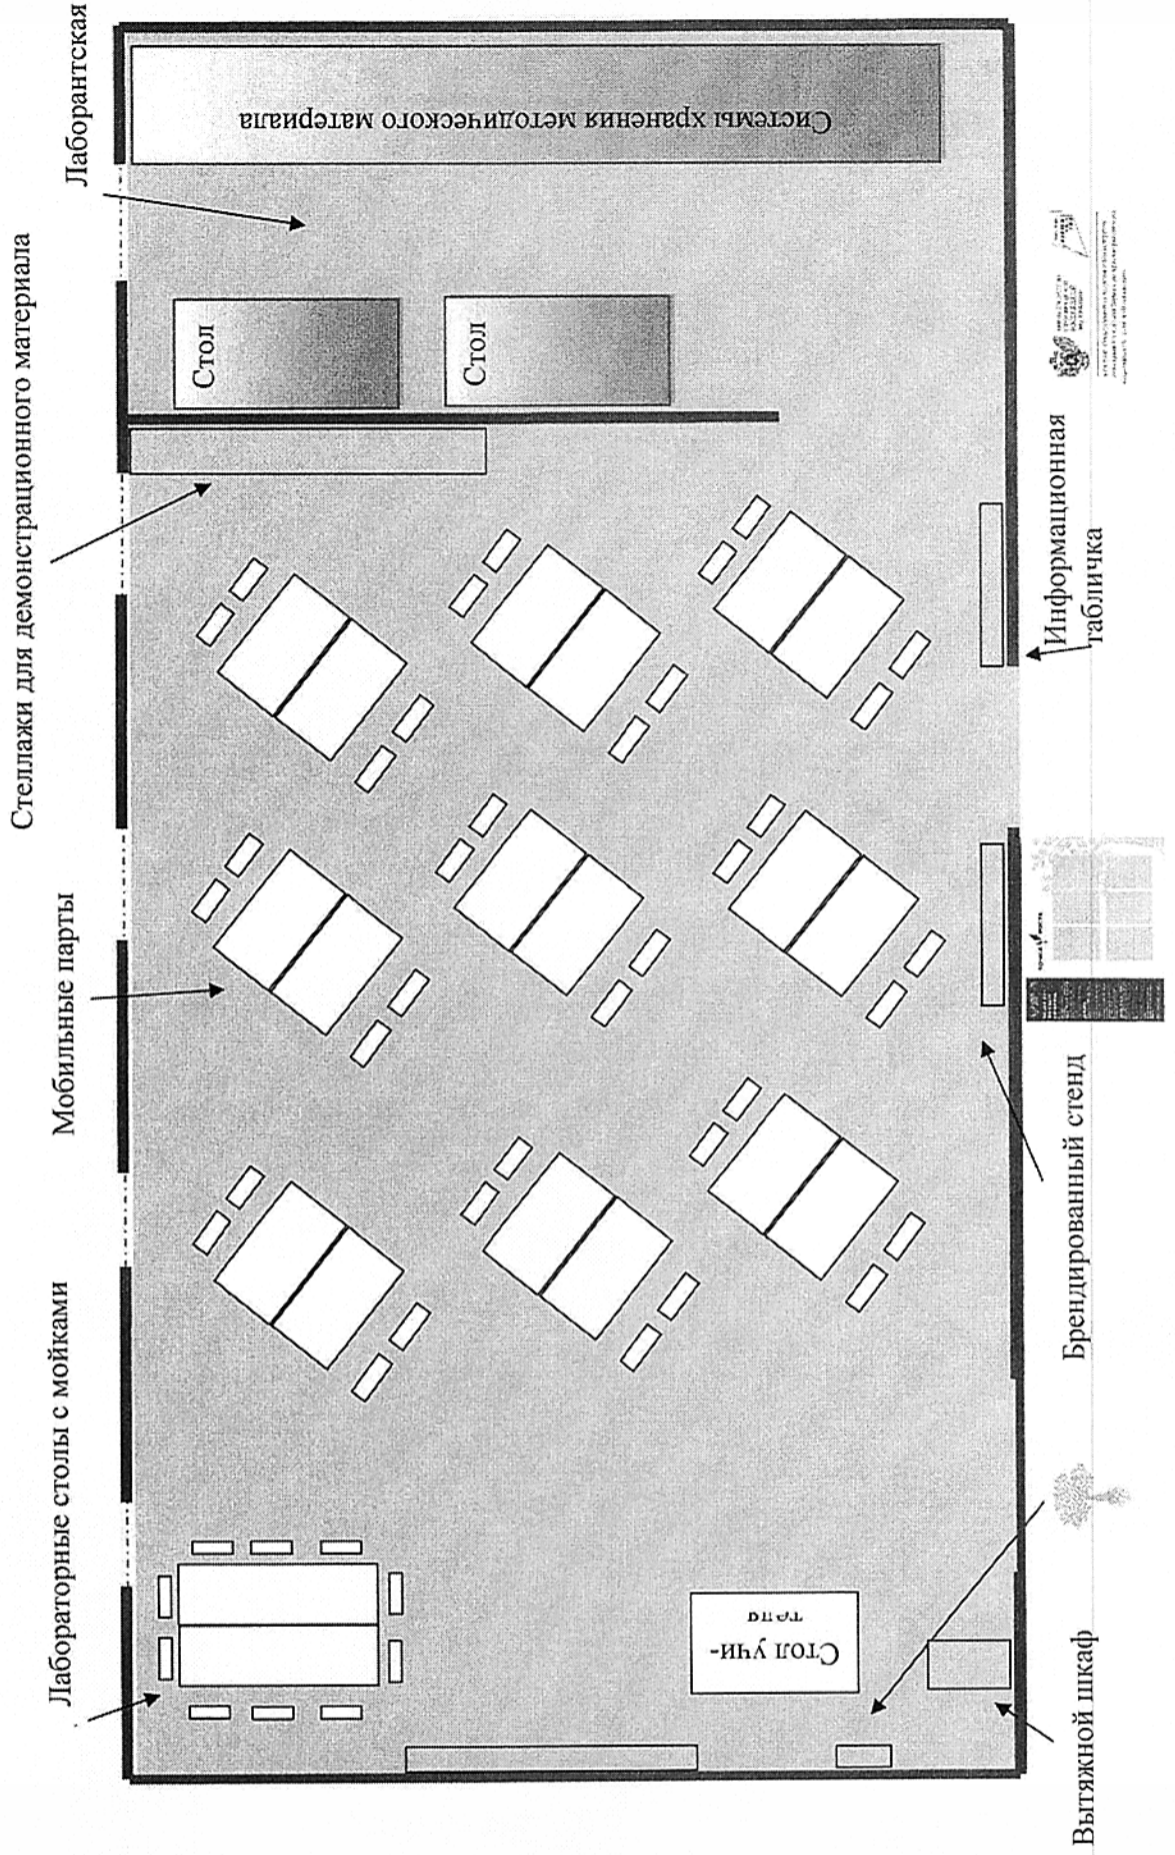 Лабораторные столы с мойками
Мобильные парты
Стеллажи для демонстрационного материала
Лаборантская
Стол
Стол
Системы хранения методического материала
Стол учи-
теля
Вытяжной шкаф
Брендированный стенд
Информационная
табличка